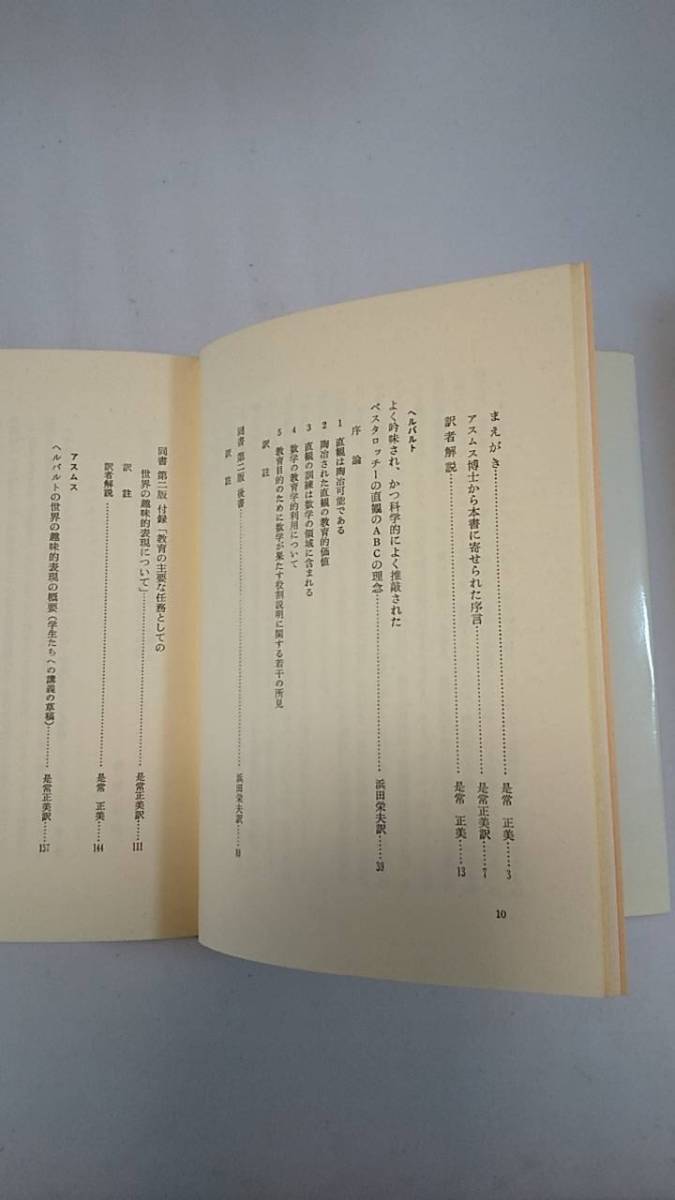 まえがき……是常 正美……3
アスムス博士から本書に寄せられた序言……是常正美訳……7
訳者解説……是常 正美……13
ヘルバルト
よく吟味され、かつ科学的によく推敲された
ペスタロッチーの直観のABCの理念……浜田栄夫訳……39
序論
1 直観は陶冶可能である
2 陶冶された直観の教育的価値
3 直観の訓練は数学の領域に含まれる
4 数学の教育学的利用について
5 教育目的のために数学が果たす役割説明に関する若干の所見
訳註
同書 第二版 後書……浜田栄夫訳……
訳註
10
同書 第二版 付録「教育の主要な任務としての
世界の趣味的表現について」……是常正美訳……111
訳註
訳者解説……是常 正美……144
アスムス
ヘルバルトの世界の趣味的表現の概要(学生たちへの講義の草稿)……是常正美訳……157